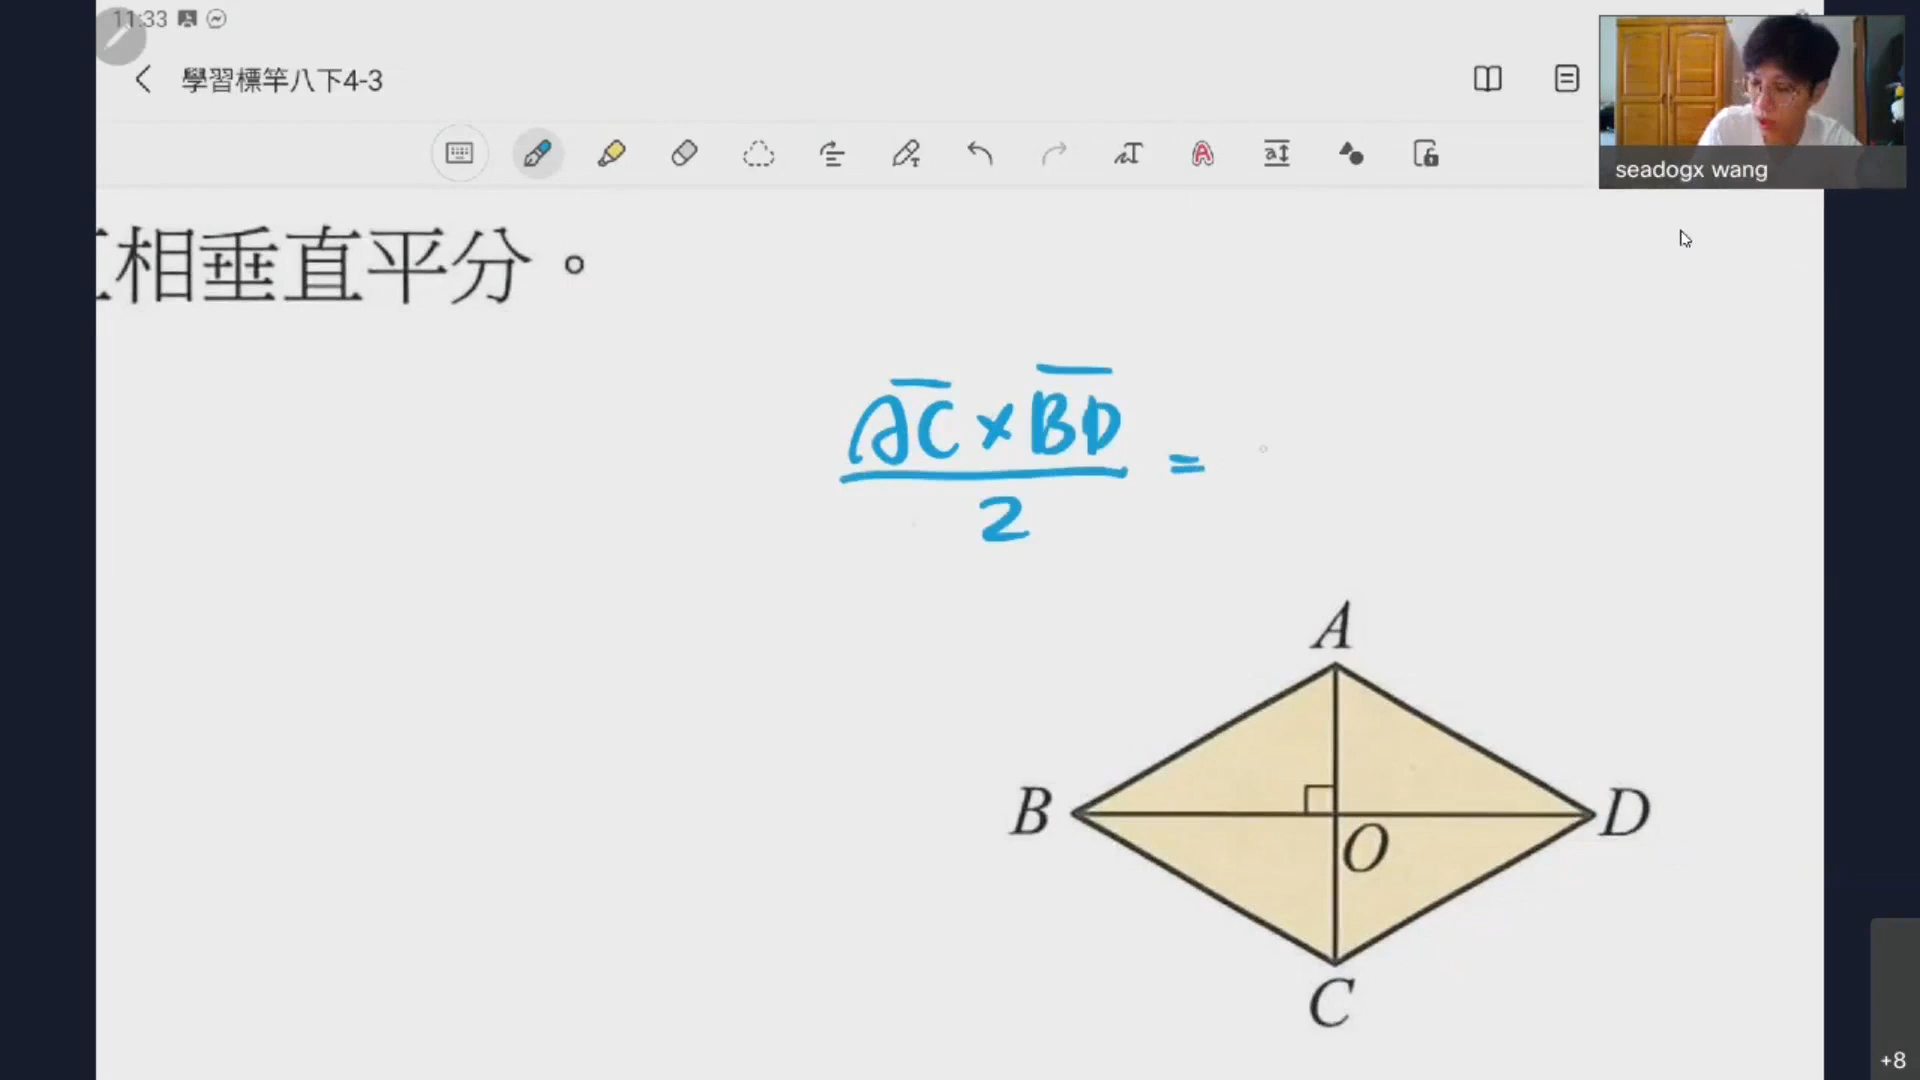 11:33
學習標竿八下4-3
seadogx wang
相垂直平分。
AC × BD
2
=
A
B
D
O
C
+8